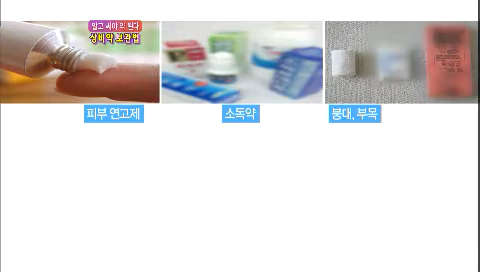 알고 써야 약 된다
상비약 보관법
피부 연고제
소독약
붕대, 부목